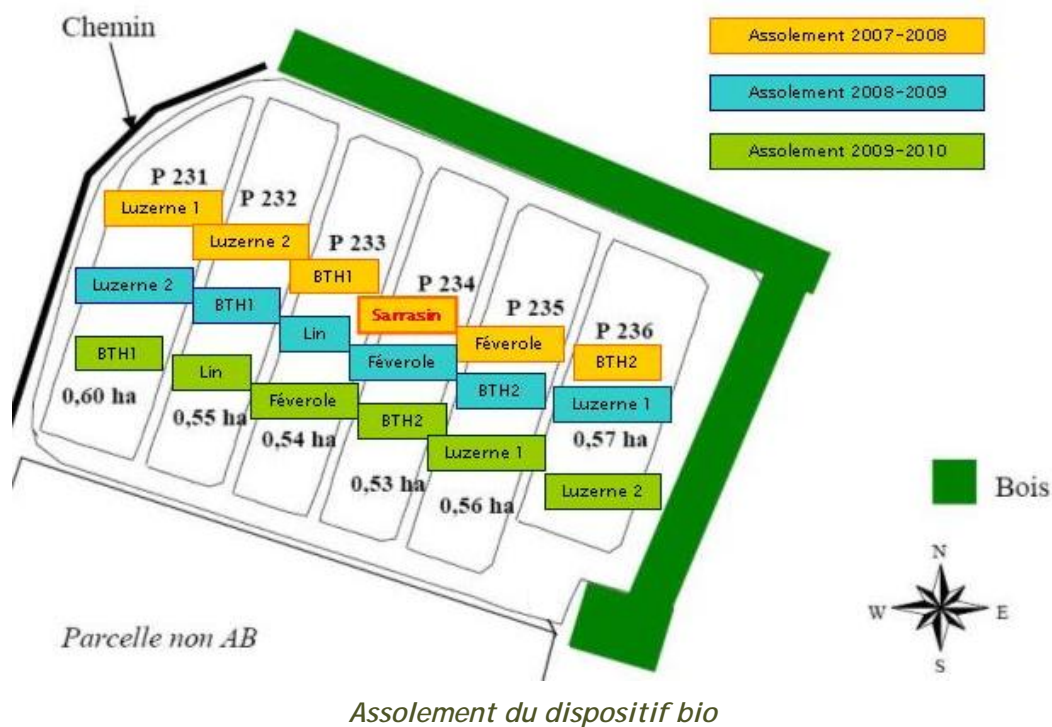 Chemin
Assolement 2007-2008
Assolement 2008-2009
Assolement 2009-2010
P 231
Luzerne 1
P 232
Luzerne 2
P 233
BTH1
P 234
Sarrasin
P 235
Féverole
P 236
BTH2
Luzerne 2
BTH1
Lin
Féverole
BTH2
Luzerne 1
BTH1
Lin
Féverole
BTH2
Luzerne 1
Luzerne 2
0,60 ha
0,55 ha
0,54 ha
0,53 ha
0,56 ha
0,57 ha
Bois
N
W
E
S
Parcelle non AB
Assolement du dispositif bio